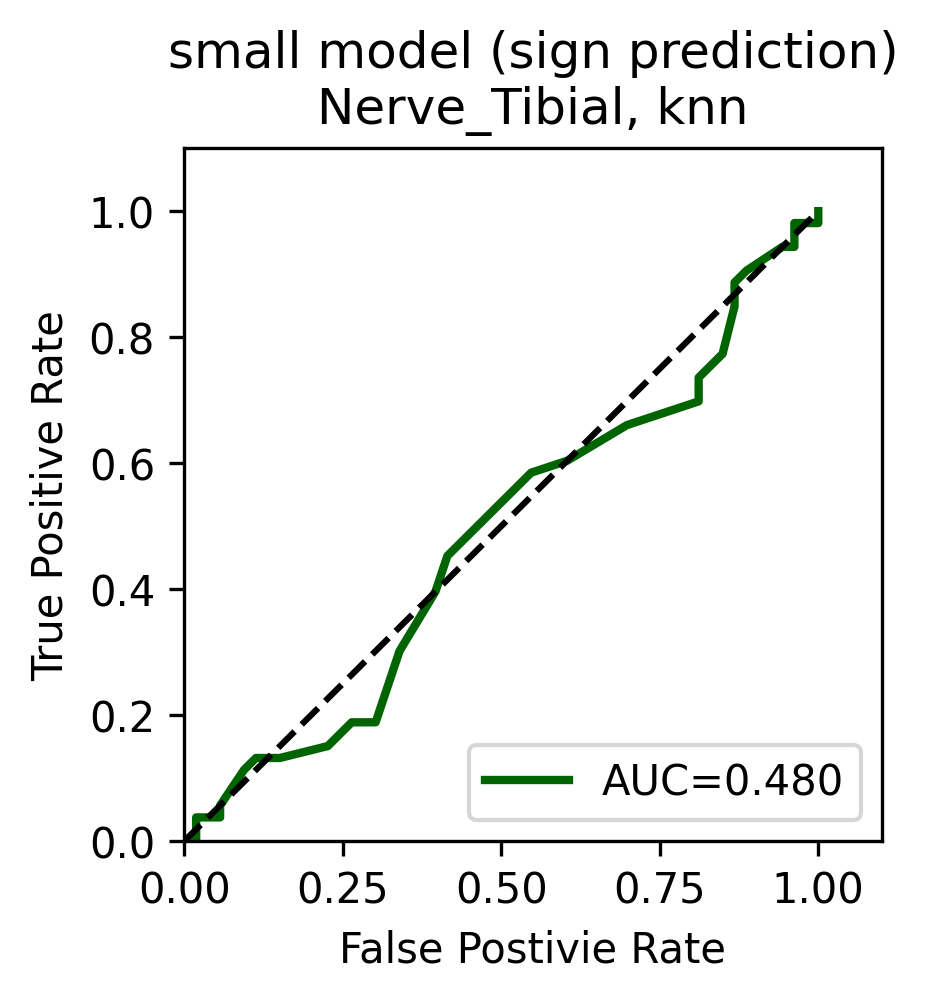 small model (sign prediction)
Nerve_Tibial, knn
True Positive Rate
1.0
0.8
0.6
0.4
0.2
0.0
AUC=0.480
0.00 0.25 0.50 0.75 1.00
False Postivie Rate